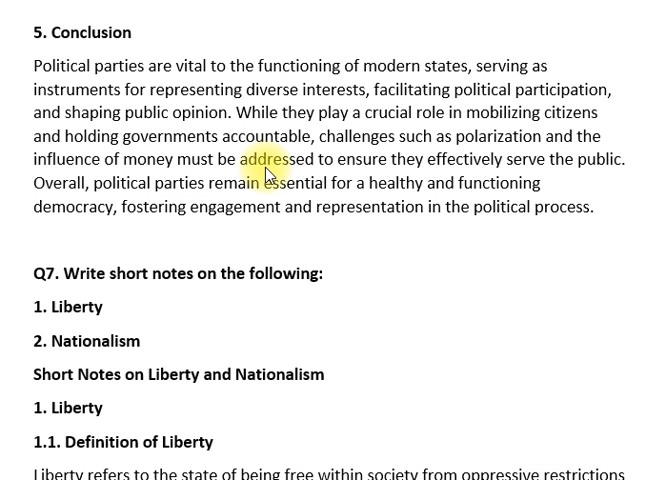 5. Conclusion
Political parties are vital to the functioning of modern states, serving as
instruments for representing diverse interests, facilitating political participation,
and shaping public opinion. While they play a crucial role in mobilizing citizens
and holding governments accountable, challenges such as polarization and the
influence of money must be addressed to ensure they effectively serve the public.
Overall, political parties remain essential for a healthy and functioning
democracy, fostering engagement and representation in the political process.
Q7. Write short notes on the following:
1. Liberty
2. Nationalism
Short Notes on Liberty and Nationalism
1. Liberty
1.1. Definition of Liberty
Liberty refers to the state of being free within society from oppressive restrictions